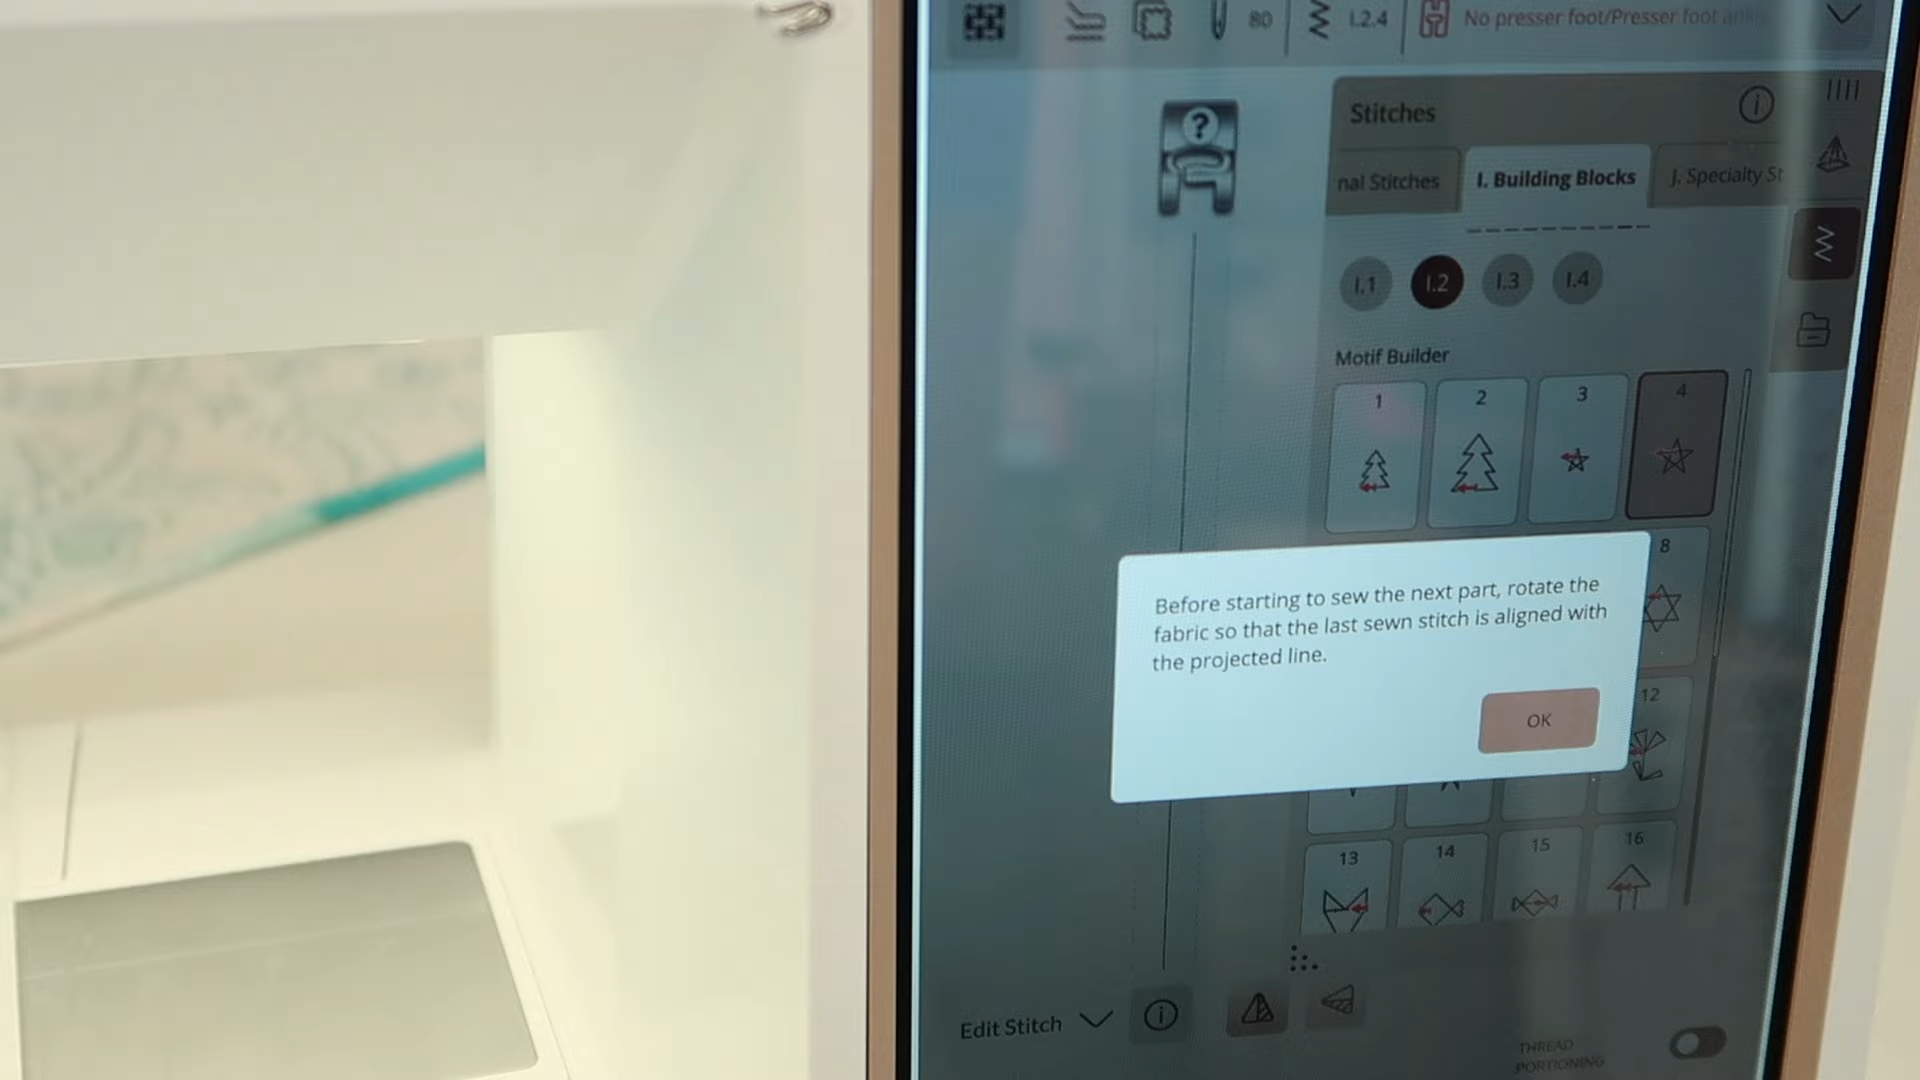 80
I.2.4
No presser foot/Presser foot
Stitches
nal Stitches
I. Building Blocks
J. Specialty St
I.1
I.2
I.3
I.4
Motif Builder
1
2
3
4
8
Before starting to sew the next part, rotate the
fabric so that the last sewn stitch is aligned with
the projected line.
OK
12
13
14
15
16
Edit Stitch
THREAD
PORTIONING